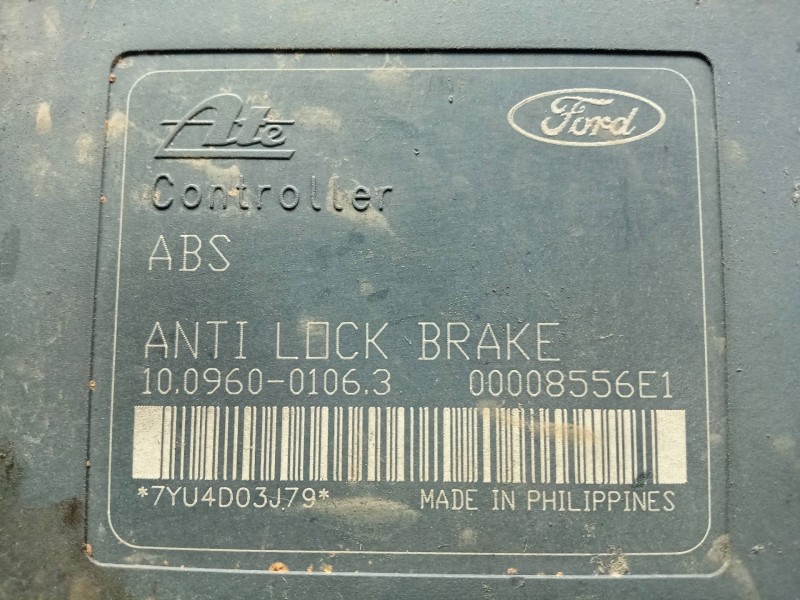 Ate
Ford
Controller
ABS
ANTI LOCK BRAKE
10.0960-0106.3 00008556E1
*7YU4D03J79* MADE IN PHILIPPINES